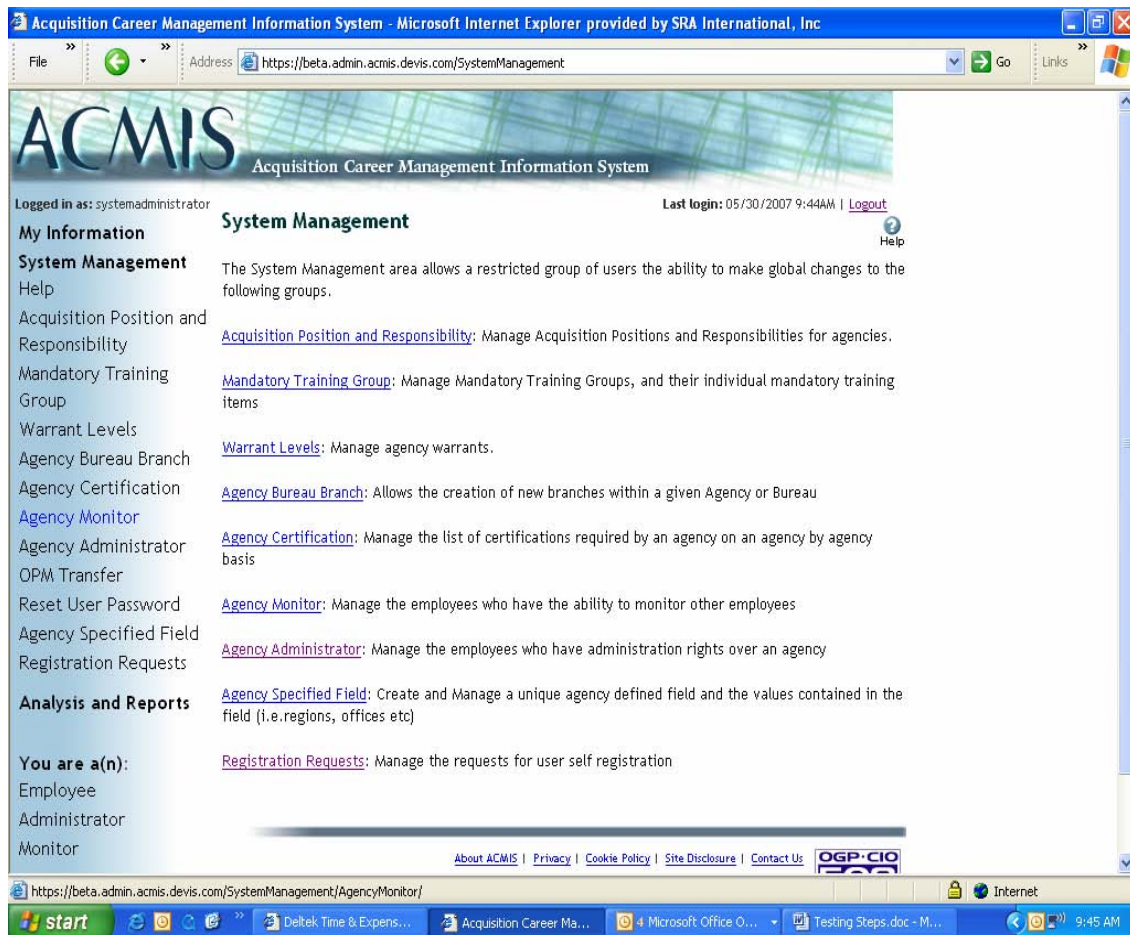 Acquisition Career Management Information System - Microsoft Internet Explorer provided by SRA International, Inc
File » » Address https://beta.admin.acmis.devis.com/SystemManagement Go Links »
ACMIS
Acquisition Career Management Information System
Logged in as: systemadministrator
Last login: 05/30/2007 9:44AM | Logout
Help
My Information
System Management
Help
Acquisition Position and
Responsibility
Mandatory Training
Group
Warrant Levels
Agency Bureau Branch
Agency Certification
Agency Monitor
Agency Administrator
OPM Transfer
Reset User Password
Agency Specified Field
Registration Requests
Analysis and Reports
You are a(n):
Employee
Administrator
Monitor
System Management
The System Management area allows a restricted group of users the ability to make global changes to the
following groups.
Acquisition Position and Responsibility: Manage Acquisition Positions and Responsibilities for agencies.
Mandatory Training Group: Manage Mandatory Training Groups, and their individual mandatory training
items
Warrant Levels: Manage agency warrants.
Agency Bureau Branch: Allows the creation of new branches within a given Agency or Bureau
Agency Certification: Manage the list of certifications required by an agency on an agency by agency
basis
Agency Monitor: Manage the employees who have the ability to monitor other employees
Agency Administrator: Manage the employees who have administration rights over an agency
Agency Specified Field: Create and Manage a unique agency defined field and the values contained in the
field (i.e.regions, offices etc)
Registration Requests: Manage the requests for user self registration
About ACMIS | Privacy | Cookie Policy | Site Disclosure | Contact Us
OGP·CIO
https://beta.admin.acmis.devis.com/SystemManagement/AgencyMonitor/
Internet
start » Deltek Time & Expens... Acquisition Career Ma... 4 Microsoft Office O... Testing Steps.doc - M... 9:45 AM